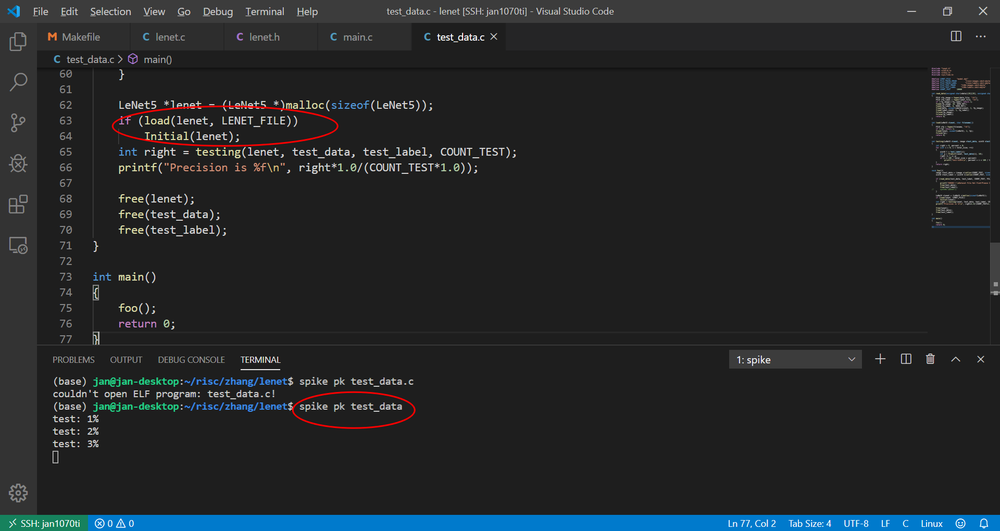 File Edit Selection View Go Debug Terminal Help test_data.c - lenet [SSH: jan1070ti] - Visual Studio Code
M Makefile C lenet.c C lenet.h C main.c C test_data.c
C test_data.c > main()
60 }
61
62 LeNet5 *lenet = (LeNet5 *)malloc(sizeof(LeNet5));
63 if (load(lenet, LENET_FILE))
64 Initial(lenet);
65 int right = testing(lenet, test_data, test_label, COUNT_TEST);
66 printf("Precision is %f\n", right*1.0/(COUNT_TEST*1.0));
67
68 free(lenet);
69 free(test_data);
70 free(test_label);
71 }
72
73 int main()
74 {
75 foo();
76 return 0;
77 }
PROBLEMS OUTPUT DEBUG CONSOLE TERMINAL 1: spike
(base) jan@jan-desktop:~/risc/zhang/lenet$ spike pk test_data.c
couldn't open ELF program: test_data.c!
(base) jan@jan-desktop:~/risc/zhang/lenet$ spike pk test_data
test: 1%
test: 2%
test: 3%
SSH: jan1070ti 0 0 Ln 77, Col 2 Tab Size: 4 UTF-8 LF C Linux